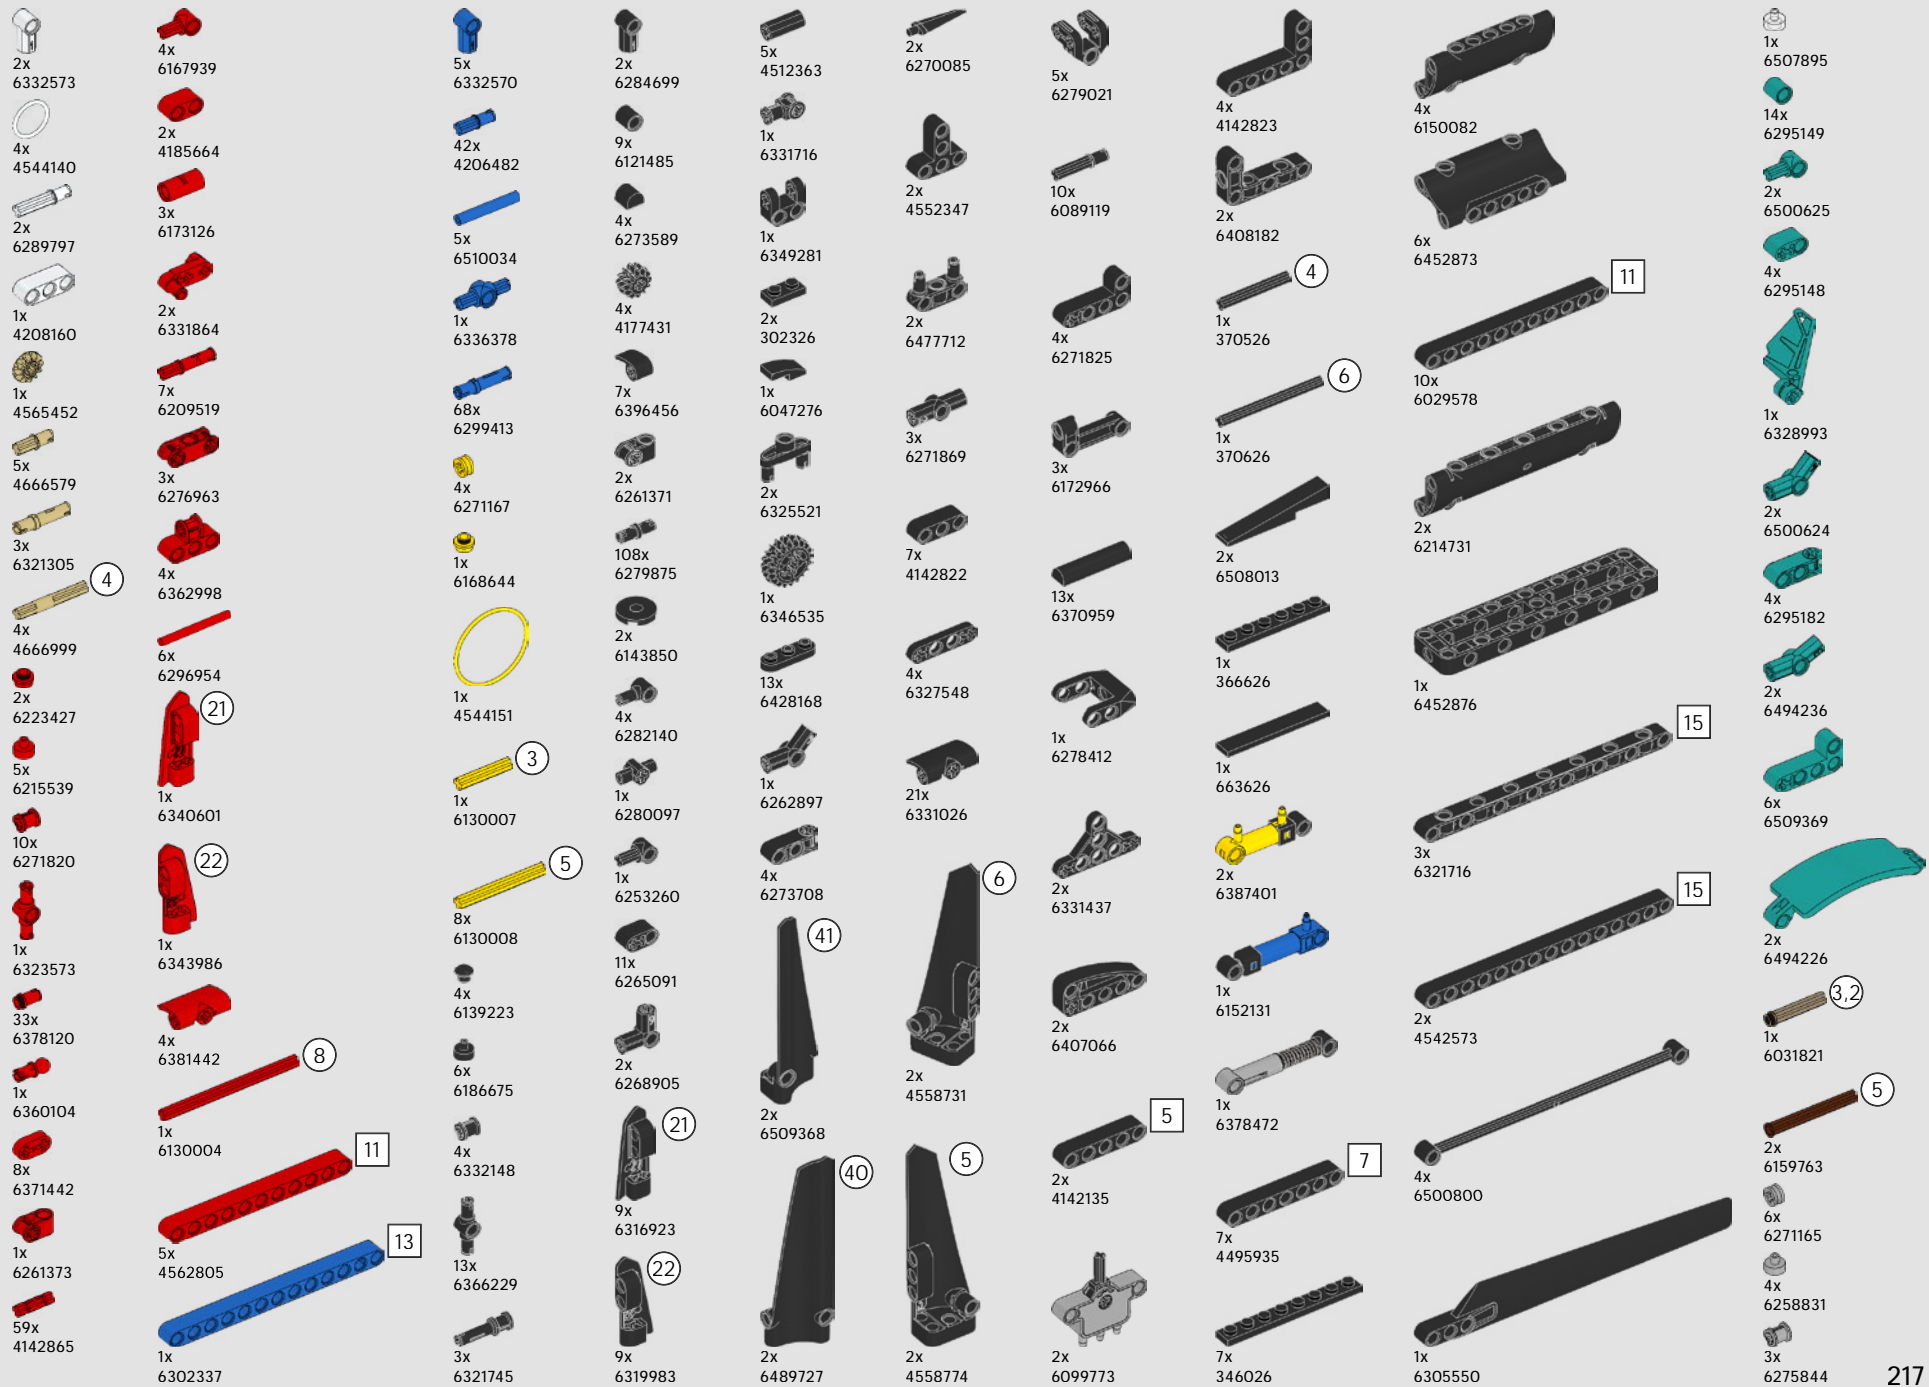 2x
6332573
4x
4544140
2x
6289797
1x
4208160
1x
4565452
5x
4666579
3x
6321305
4
4x
4666999
2x
6223427
5x
6215539
10x
6271820
1x
6323573
33x
6378120
1x
6360104
8x
6371442
1x
6261373
59x
4142865
4x
6167939
2x
4185664
3x
6173126
2x
6331864
7x
6209519
3x
6276963
4x
6362998
6x
6296954
21
1x
6340601
22
1x
6343986
4x
6381442
8
1x
6130004
11
5x
4562805
13
1x
6302337
5x
6332570
42x
4206482
5x
6510034
1x
6336378
68x
6299413
4x
6271167
1x
6168644
1x
4544151
3
1x
6130007
5
8x
6130008
4x
6139223
6x
6186675
4x
6332148
13x
6366229
3x
6321745
2x
6284699
9x
6121485
4x
6273589
4x
4177431
7x
6396456
2x
6261371
108x
6279875
2x
6143850
4x
6282140
1x
6280097
1x
6253260
11x
6265091
2x
6268905
21
9x
6316923
22
9x
6319983
5x
4512363
1x
6331716
1x
6349281
2x
302326
1x
6047276
2x
6325521
1x
6346535
13x
6428168
1x
6262897
4x
6273708
41
2x
6509368
40
2x
6489727
2x
6270085
2x
4552347
2x
6477712
3x
6271869
7x
4142822
4x
6327548
21x
6331026
6
2x
4558731
5
2x
4558774
5x
6279021
10x
6089119
4x
6271825
3x
6172966
13x
6370959
1x
6278412
2x
6331437
2x
6407066
5
2x
4142135
2x
6099773
4x
4142823
2x
6408182
4
1x
370526
6
1x
370626
2x
6508013
1x
366626
1x
663626
2x
6387401
1x
6152131
1x
6378472
7
7x
4495935
7x
346026
4x
6150082
6x
6452873
11
10x
6029578
2x
6214731
1x
6452876
15
3x
6321716
15
2x
4542573
4x
6500800
1x
6305550
1x
6507895
14x
6295149
2x
6500625
4x
6295148
1x
6328993
2x
6500624
4x
6295182
2x
6494236
6x
6509369
2x
6494226
3,2
1x
6031821
5
2x
6159763
6x
6271165
4x
6258831
3x
6275844
217